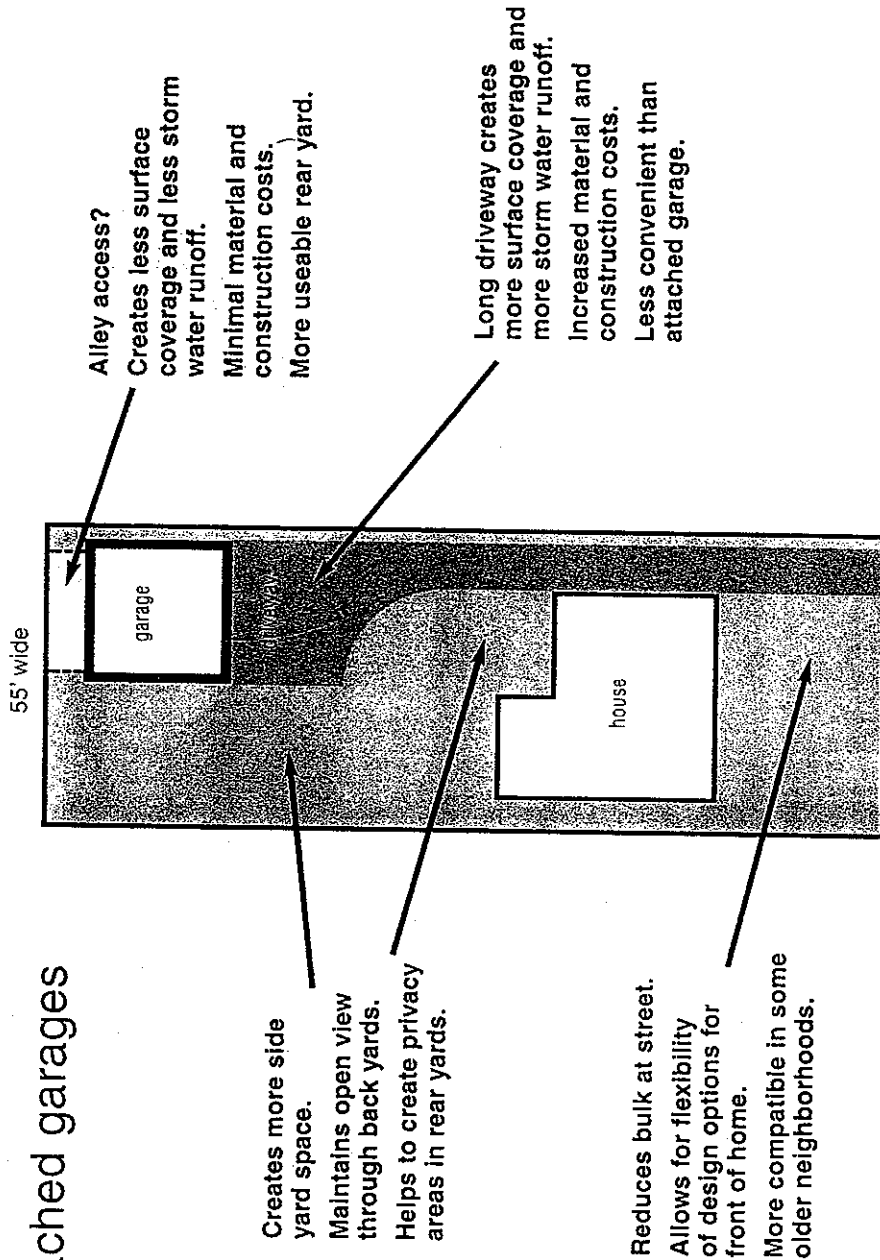 ached garages
55' wide
Alley access?
Creates less surface
coverage and less storm
water runoff.
Minimal material and
construction costs.
More useable rear yard.
garage
driveway
Creates more side
yard space.
Maintains open view
through back yards.
Helps to create privacy
areas in rear yards.
Long driveway creates
more surface coverage and
more storm water runoff.
Increased material and
construction costs.
Less convenient than
attached garage.
house
Reduces bulk at street.
Allows for flexibility
of design options for
front of home.
More compatible in some
older neighborhoods.